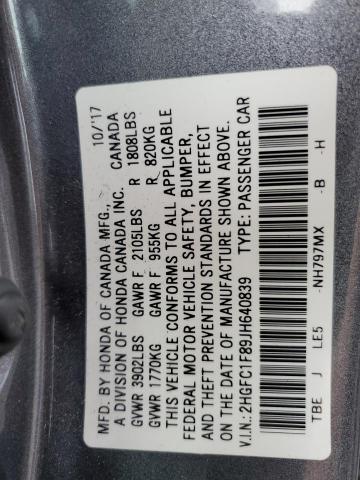 MFD. BY HONDA OF CANADA MFG., 10/'17
A DIVISION OF HONDA CANADA INC. CANADA
GVWR 3902LBS GAWR F 2105LBS R 1808LBS
GVWR 1770KG GAWR F 955KG R 820KG
THIS VEHICLE CONFORMS TO ALL APPLICABLE
FEDERAL MOTOR VEHICLE SAFETY, BUMPER,
AND THEFT PREVENTION STANDARDS IN EFFECT
ON THE DATE OF MANUFACTURE SHOWN ABOVE.
V.I.N.: 2HGFC1F89JH640839 TYPE: PASSENGER CAR
TBE J LE5 -NH797MX -B -H